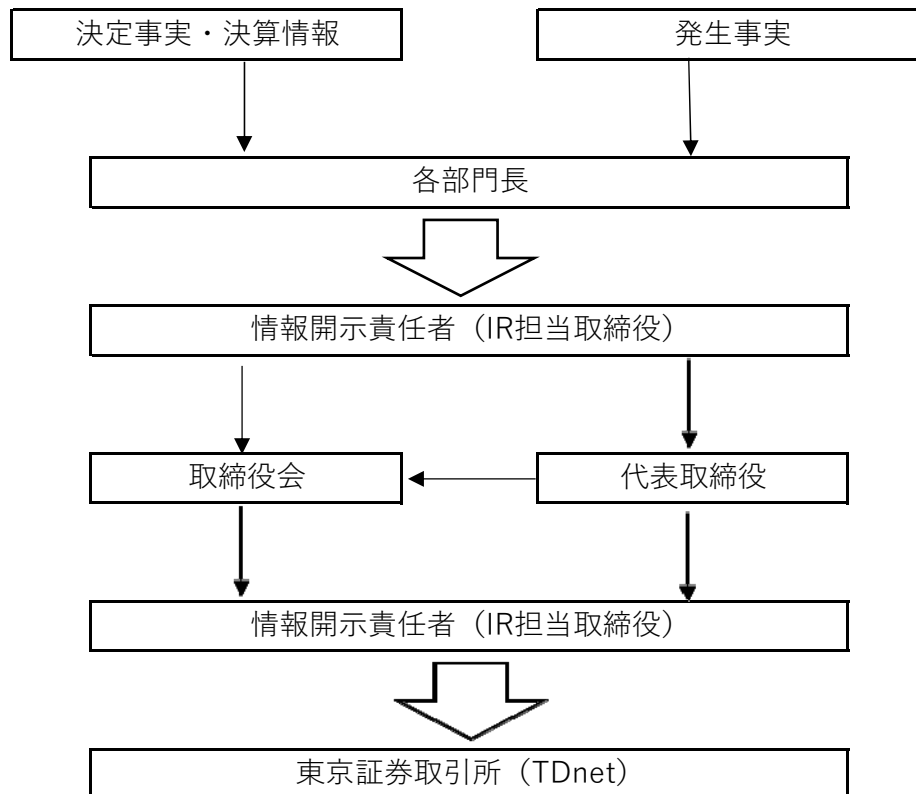 決定事実・決算情報
発生事実
各部門長
情報開示責任者（IR担当取締役）
取締役会
代表取締役
情報開示責任者（IR担当取締役）
東京証券取引所（TDnet）